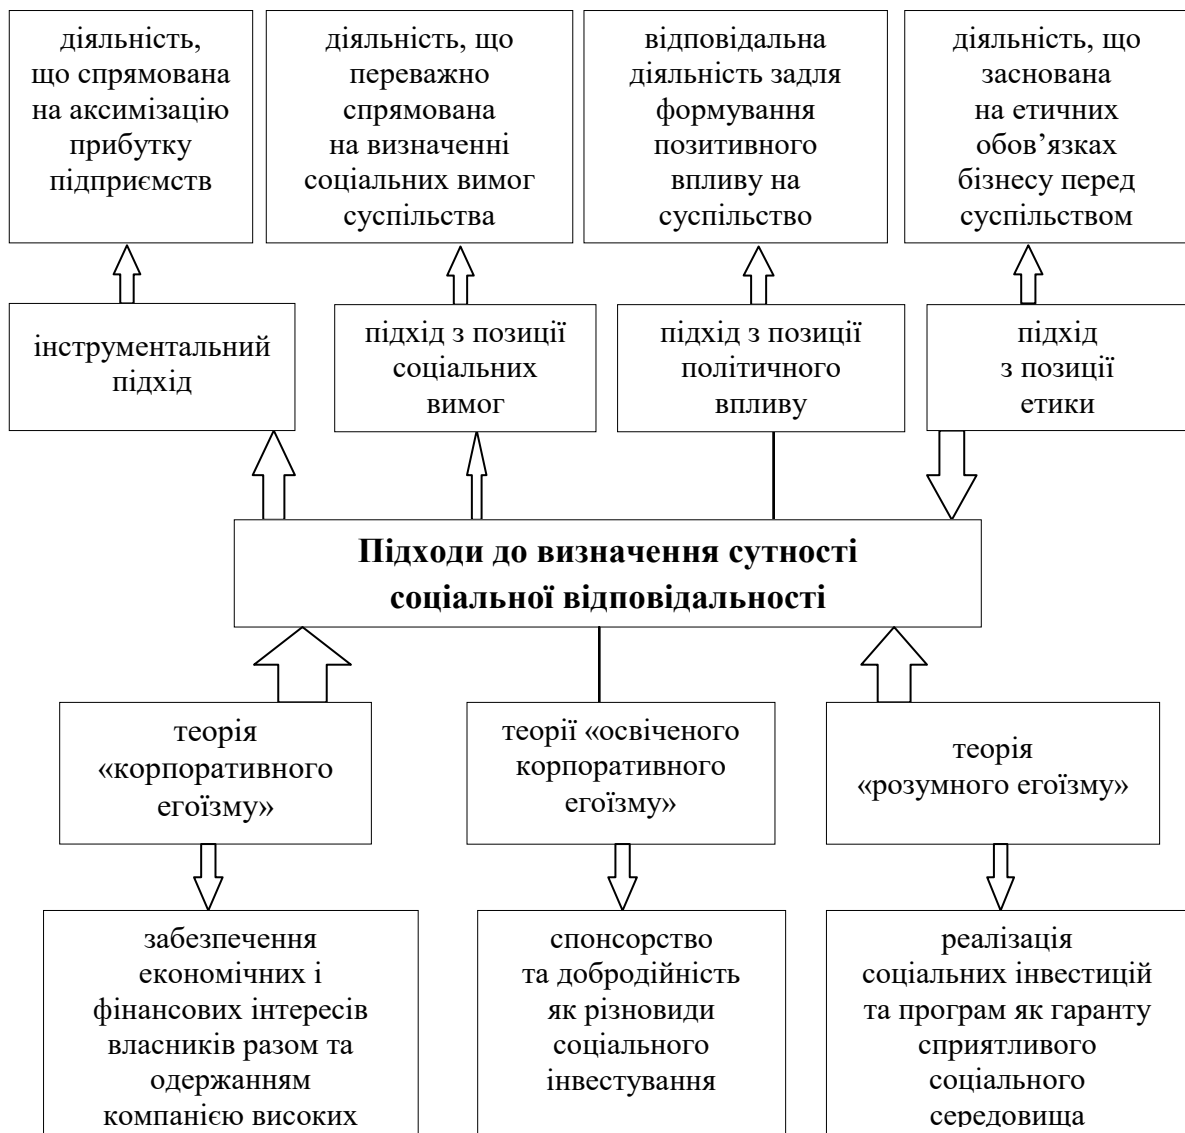 діяльність,
що спрямована
на аксимізацію
прибутку
підприємств
діяльність, що
переважно
спрямована
на визначенні
соціальних вимог
суспільства
відповідальна
діяльність задля
формування
позитивного
впливу на
суспільство
діяльність, що
заснована
на етичних
обов’язках
бізнесу перед
суспільством
інструментальний
підхід
підхід з позиції
соціальних
вимог
підхід з позиції
політичного
впливу
підхід
з позиції
етики
Підходи до визначення сутності
соціальної відповідальності
теорія
«корпоративного
егоїзму»
теорії «освіченого
корпоративного
егоїзму»
теорія
«розумного егоїзму»
забезпечення
економічних і
фінансових інтересів
власників разом та
одержанням
компанією високих
спонсорство
та добродійність
як різновиди
соціального
інвестування
реалізація
соціальних інвестицій
та програм як гаранту
сприятливого
соціального
середовища